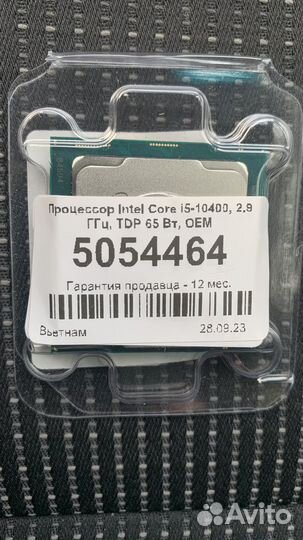 Процессор Intel Core i5-10400, 2,9
ГГц, TDP 65 Вт, OEM
5054464
Гарантия продавца - 12 мес.
Вьетнам
28.09.23
Avito